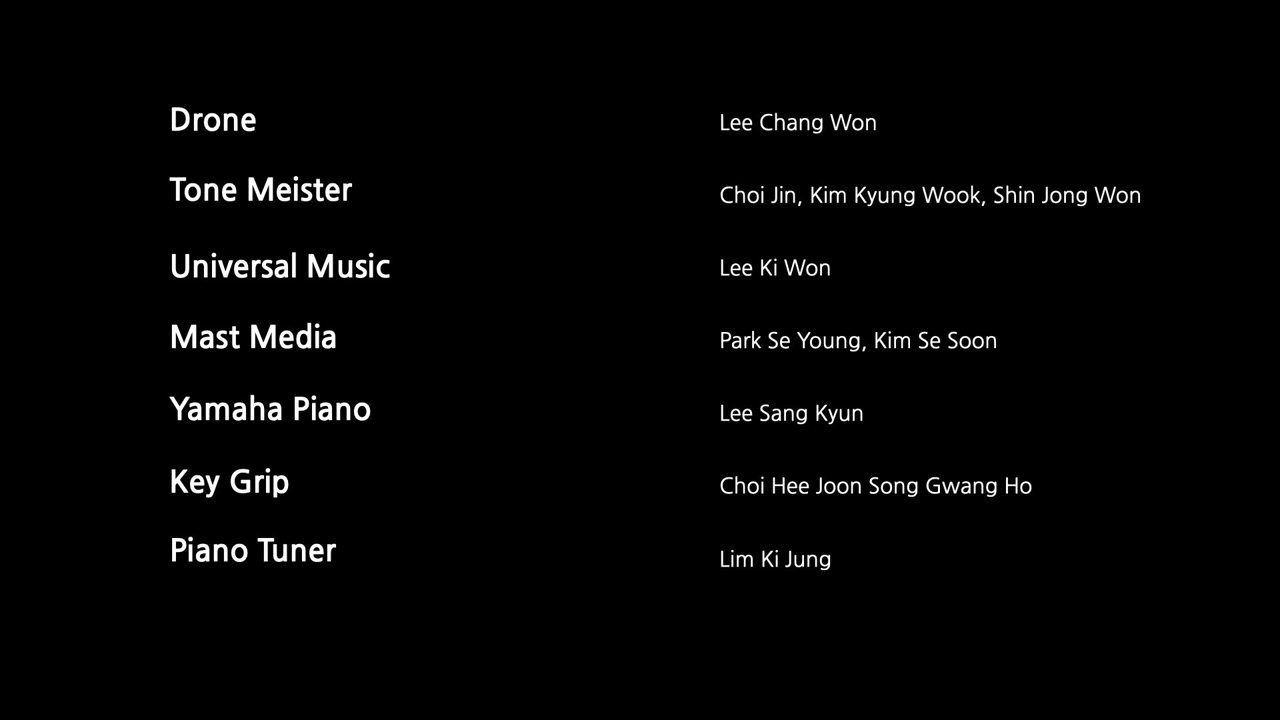 Drone Lee Chang Won
Tone Meister Choi Jin, Kim Kyung Wook, Shin Jong Won
Universal Music Lee Ki Won
Mast Media Park Se Young, Kim Se Soon
Yamaha Piano Lee Sang Kyun
Key Grip Choi Hee Joon Song Gwang Ho
Piano Tuner Lim Ki Jung